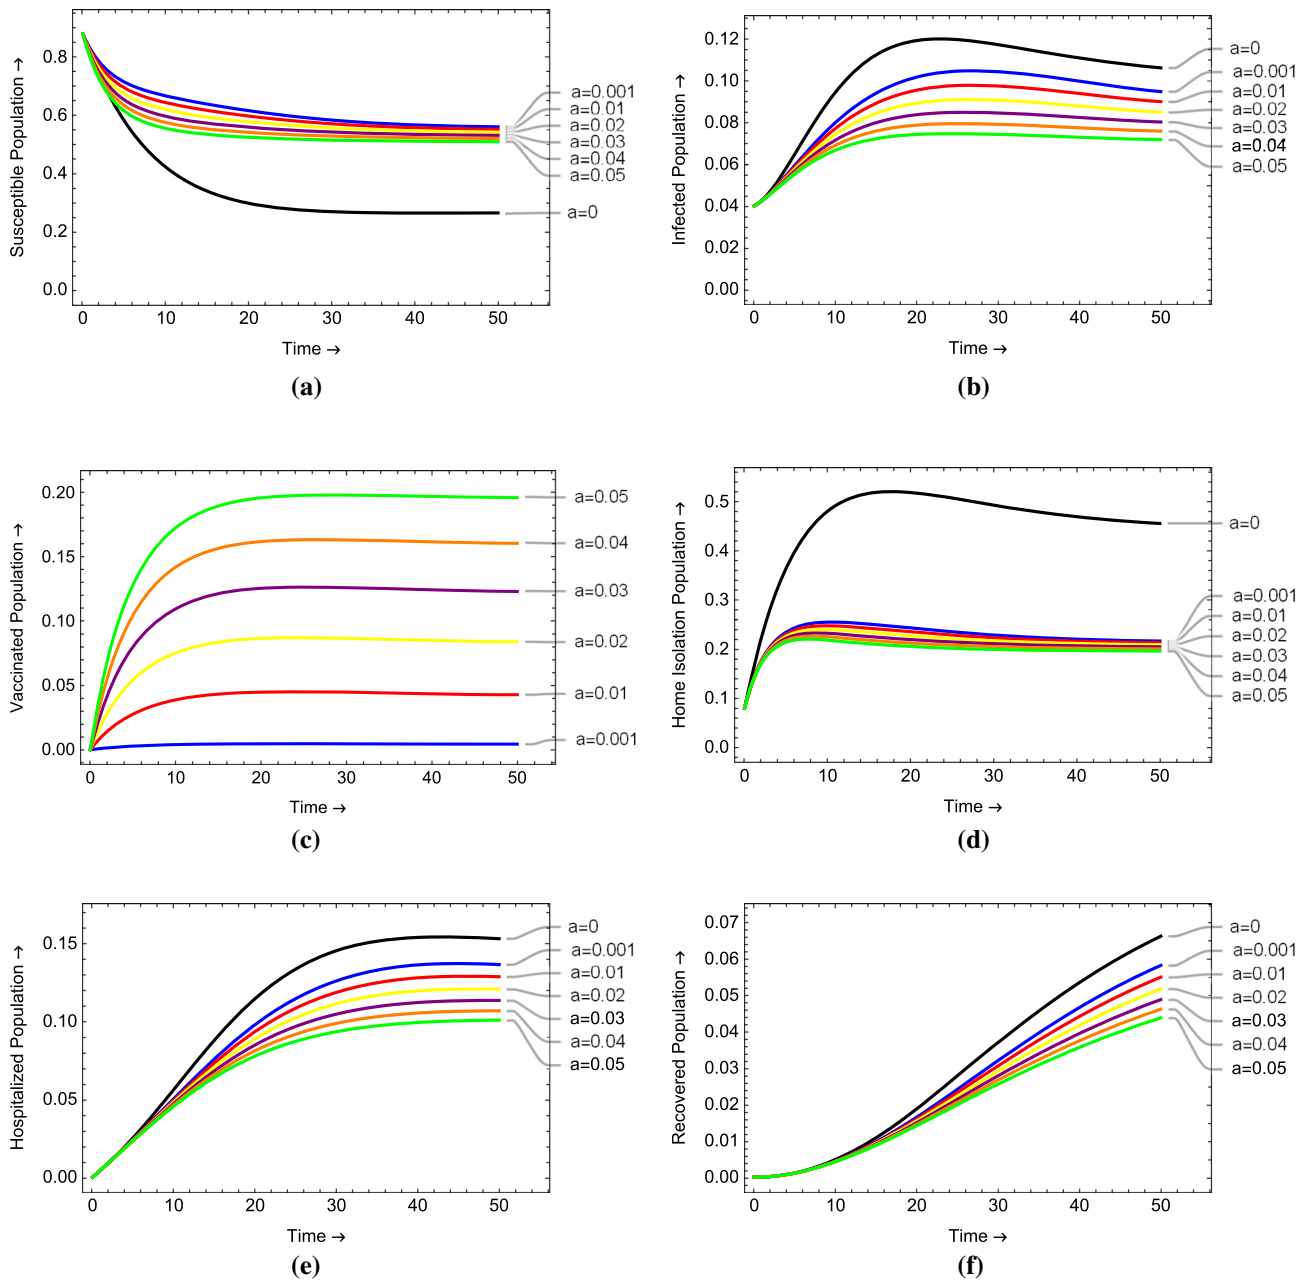 Susceptible Population →
0.8
0.6
0.4
0.2
0.0
0 10 20 30 40 50
Time →
a=0.001
a=0.01
a=0.02
a=0.03
a=0.04
a=0.05
a=0
(a)
Infected Population →
0.12
0.10
0.08
0.06
0.04
0.02
0.00
0 10 20 30 40 50
Time →
a=0
a=0.001
a=0.01
a=0.02
a=0.03
a=0.04
a=0.05
(b)
Vaccinated Population →
0.20
0.15
0.10
0.05
0.00
0 10 20 30 40 50
Time →
a=0.05
a=0.04
a=0.03
a=0.02
a=0.01
a=0.001
(c)
Home Isolation Population →
0.5
0.4
0.3
0.2
0.1
0.0
0 10 20 30 40 50
Time →
a=0
a=0.001
a=0.01
a=0.02
a=0.03
a=0.04
a=0.05
(d)
Hospitalized Population →
0.15
0.10
0.05
0.00
0 10 20 30 40 50
Time →
a=0
a=0.001
a=0.01
a=0.02
a=0.03
a=0.04
a=0.05
(e)
Recovered Population →
0.07
0.06
0.05
0.04
0.03
0.02
0.01
0.00
0 10 20 30 40 50
Time →
a=0
a=0.001
a=0.01
a=0.02
a=0.03
a=0.04
a=0.05
(f)